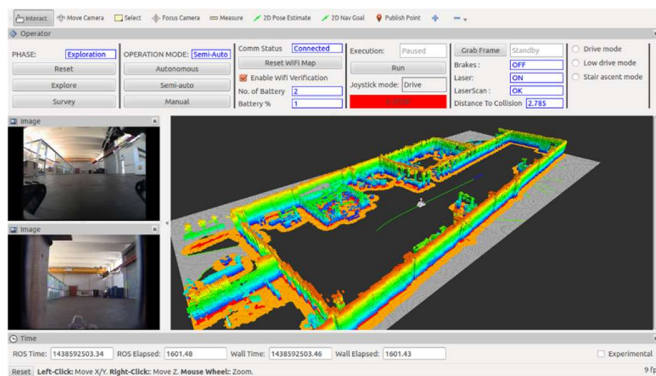 Interact Move Camera Select Focus Camera Measure 2D Pose Estimate 2D Nav Goal Publish Point
Operator
PHASE: Exploration
Reset
Explore
Survey
OPERATION MODE: Semi-Auto
Autonomous
Semi-auto
Manual
Comm Status Connected
Reset WiFi Map
Enable Wifi Verification
No. of Battery 2
Battery % 1
Execution: Paused
Run
Joystick mode: Drive
Grab Frame Standby
Brakes : OFF
Laser: ON
LaserScan : OK
Distance To Collision 2.785
Drive mode
Low drive mode
Stair ascent mode
Image
Image
Time
ROS Time: 1438592503.34 ROS Elapsed: 1601.48 Wall Time: 1438592503.46 Wall Elapsed: 1601.43 Experimental
Reset Left-Click: Move X/Y. Right-Click: Move Z. Mouse Wheel: Zoom. 9 fp